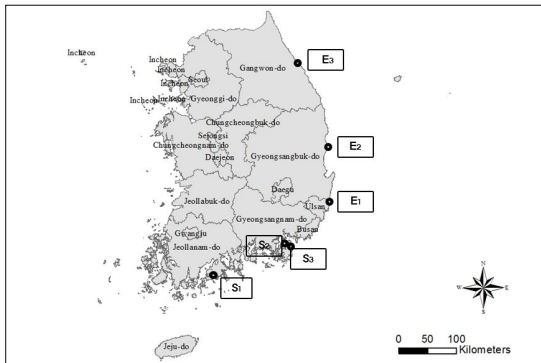 Incheon
Incheon
Incheon
Incheon
Incheon
Incheon
Seoul
Gyeonggi-do
Gangwon-do
E3
Chungcheongbuk-do
Sejongsi
Chungcheongnam-do
Daejeon
Gyeongsangbuk-do
E2
Daegu
Jeollabuk-do
Ulsan
E1
Gyeongsangnam-do
Busan
Gwangju
Jeollanam-do
S2
S3
S1
Jeju-do
N
W
E
S
0 50 100
Kilometers